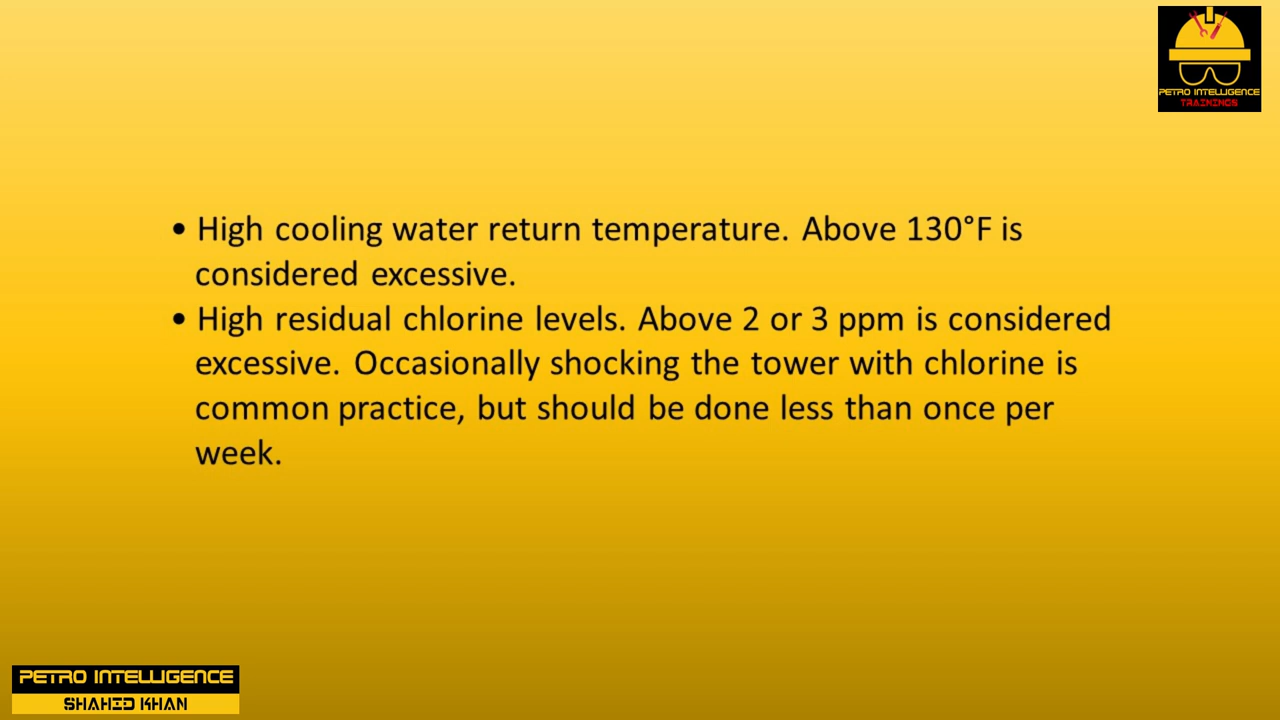 PETRO INTELLIGENCE
TRAININGS
• High cooling water return temperature. Above 130°F is
considered excessive.
• High residual chlorine levels. Above 2 or 3 ppm is considered
excessive. Occasionally shocking the tower with chlorine is
common practice, but should be done less than once per
week.
PETRO INTELLIGENCE
SHAHID KHAN